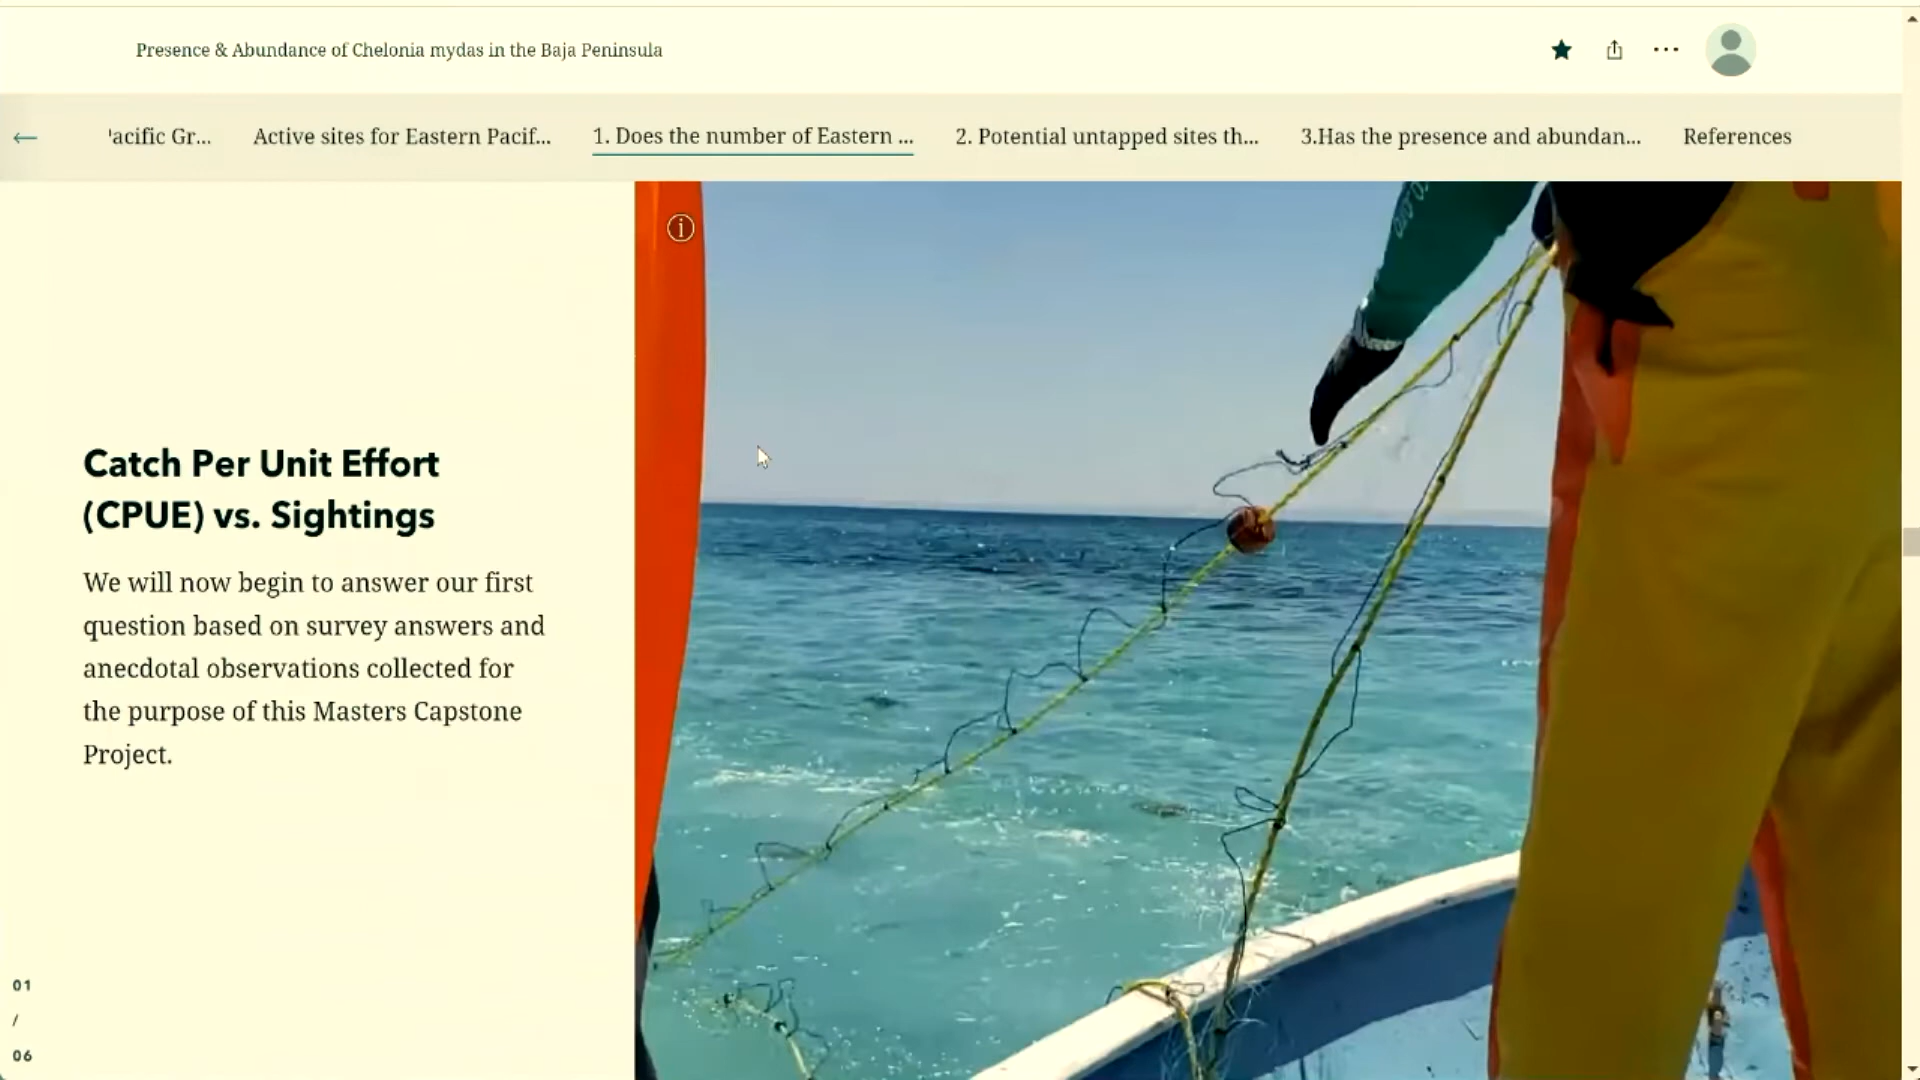 Presence & Abundance of Chelonia mydas in the Baja Peninsula
'acific Gr... Active sites for Eastern Pacif... 1. Does the number of Eastern ... 2. Potential untapped sites th... 3.Has the presence and abundan... References
Catch Per Unit Effort
(CPUE) vs. Sightings
We will now begin to answer our first
question based on survey answers and
anecdotal observations collected for
the purpose of this Masters Capstone
Project.
01
/
06